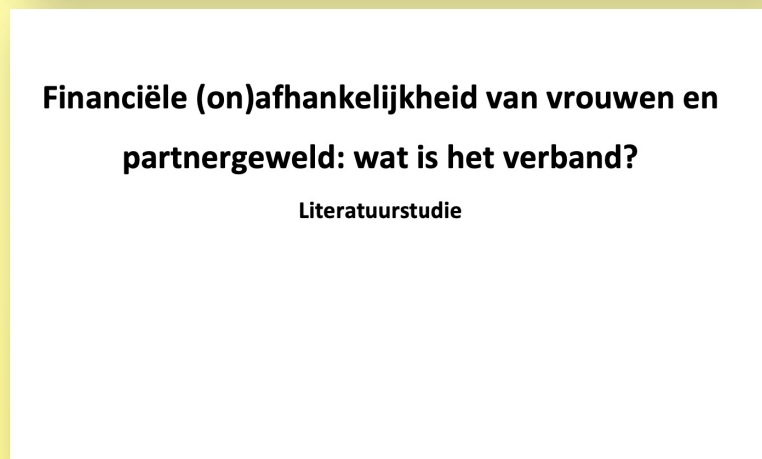 Financiële (on)afhankelijkheid van vrouwen en
partnergeweld: wat is het verband?
Literatuurstudie